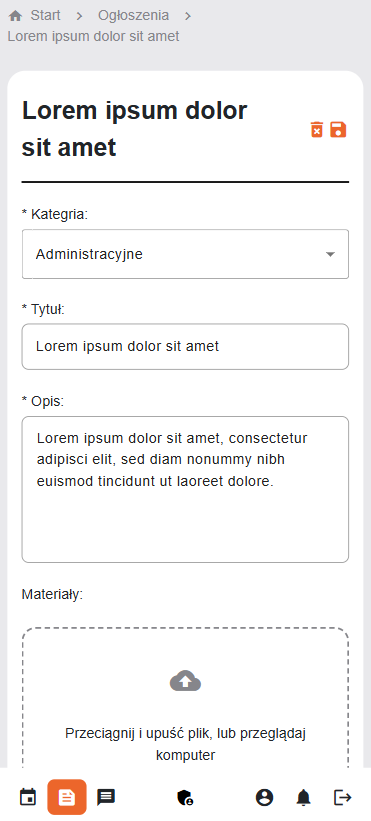 Start > Ogłoszenia >
Lorem ipsum dolor sit amet
Lorem ipsum dolor
sit amet
* Kategria:
Administracyjne
* Tytuł:
Lorem ipsum dolor sit amet
* Opis:
Lorem ipsum dolor sit amet, consectetur
adipisci elit, sed diam nonummy nibh
euismod tincidunt ut laoreet dolore.
Materiały:
Przeciągnij i upuść plik, lub przeglądaj
komputer